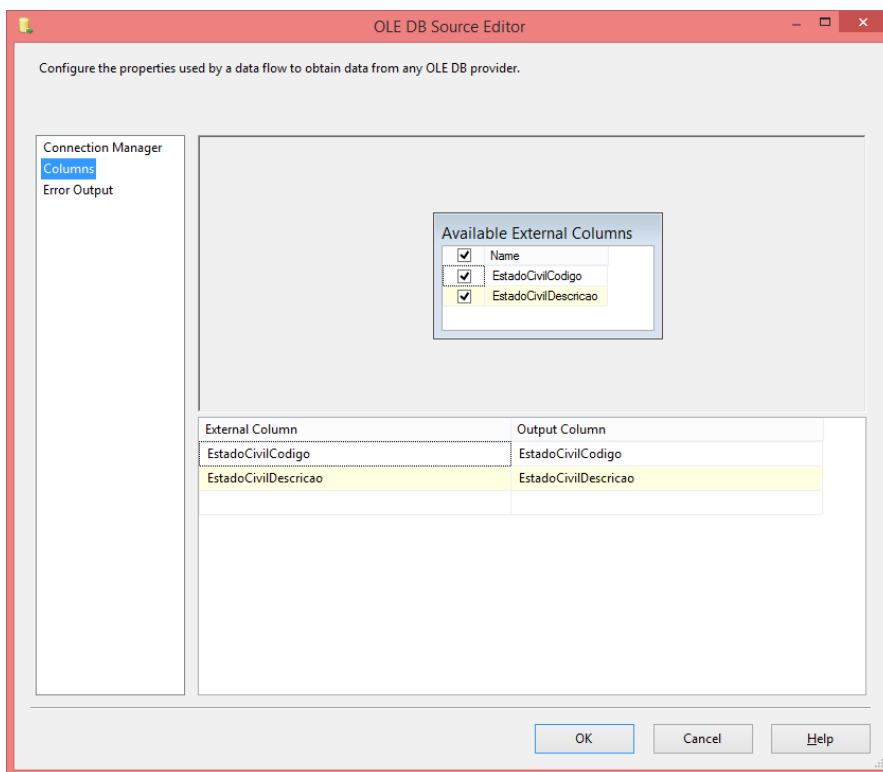 OLE DB Source Editor
Configure the properties used by a data flow to obtain data from any OLE DB provider.
Connection Manager
Columns
Error Output
Available External Columns
Name
EstadoCivilCodigo
EstadoCivilDescricao
External Column Output Column
EstadoCivilCodigo EstadoCivilCodigo
EstadoCivilDescricao EstadoCivilDescricao
OK Cancel Help